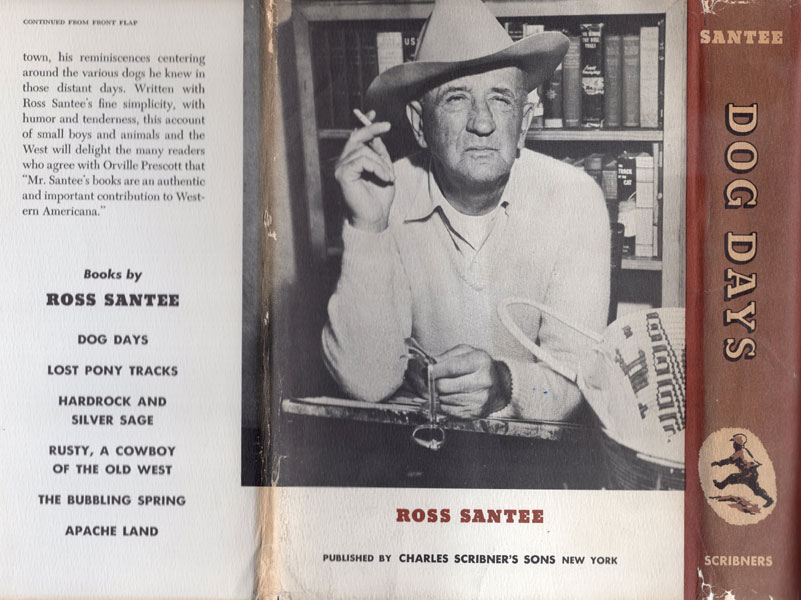 CONTINUED FROM FRONT FLAP
town, his reminiscences centering
around the various dogs he knew in
those distant days. Written with
Ross Santee's fine simplicity, with
humor and tenderness, this account
of small boys and animals and the
West will delight the many readers
who agree with Orville Prescott that
"Mr. Santee's books are an authentic
and important contribution to West-
ern Americana."
Books by
ROSS SANTEE
DOG DAYS
LOST PONY TRACKS
HARDROCK AND
SILVER SAGE
RUSTY, A COWBOY
OF THE OLD WEST
THE BUBBLING SPRING
APACHE LAND
THE
TRACK
OF THE
CAT
ROSS SANTEE
PUBLISHED BY CHARLES SCRIBNER'S SONS NEW YORK
SANTEE
DOG DAYS
SCRIBNERS